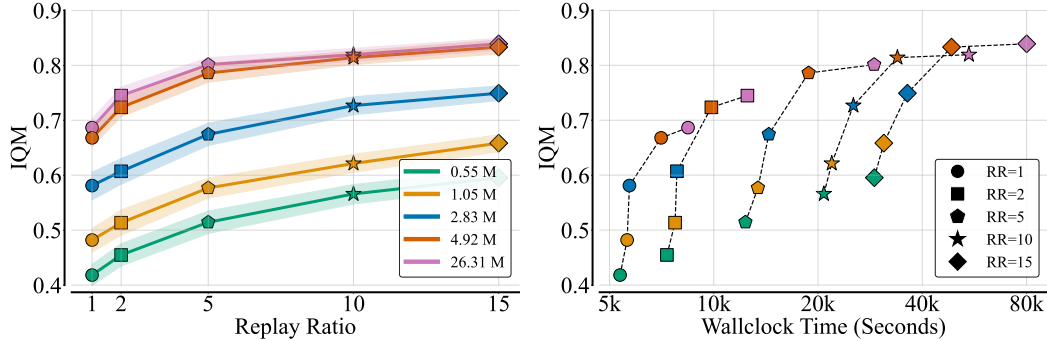 0.9
0.8
0.7
0.6
0.5
0.4
IQM
1 2 5 10 15
Replay Ratio
0.55 M
1.05 M
2.83 M
4.92 M
26.31 M
0.9
0.8
0.7
0.6
0.5
0.4
IQM
5k 10k 20k 40k 80k
Wallclock Time (Seconds)
RR=1
RR=2
RR=5
RR=10
RR=15